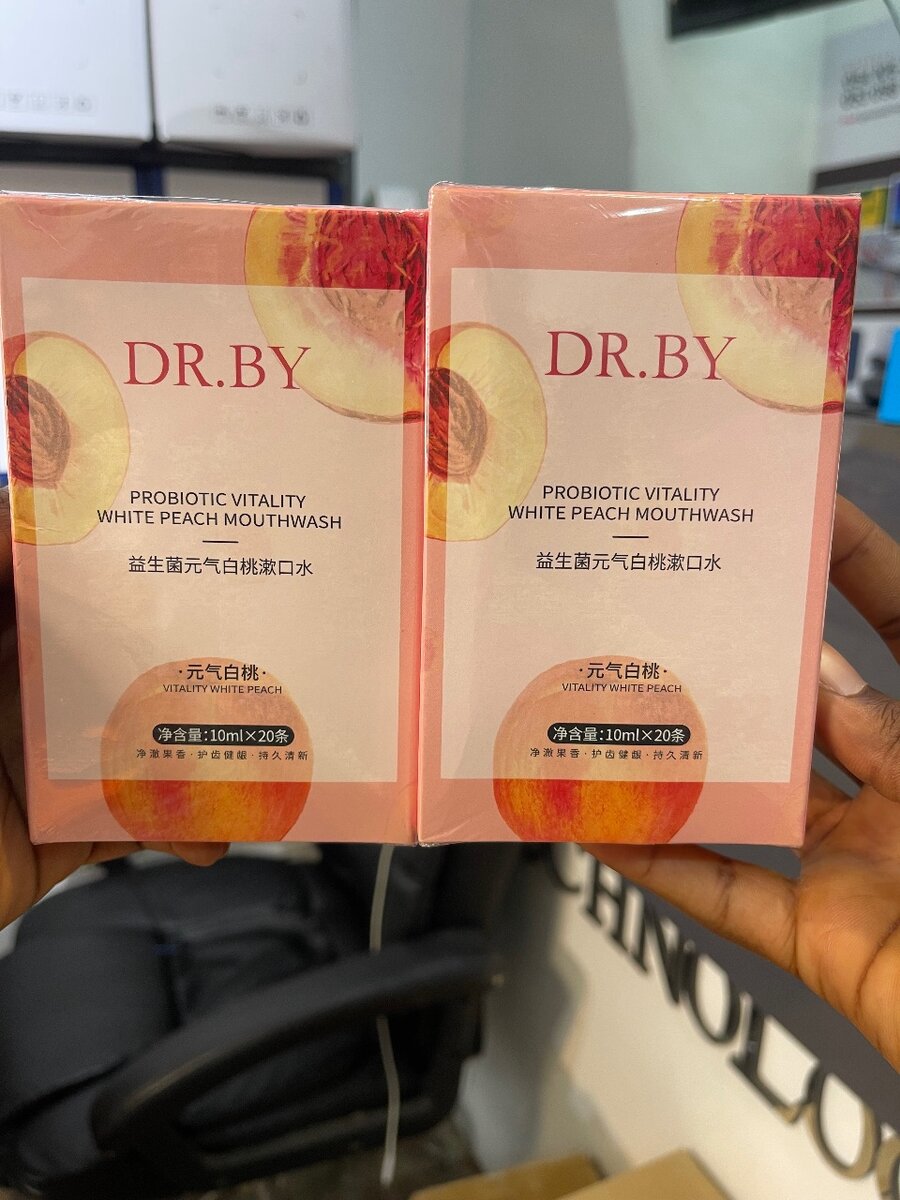 DR.BY
PROBIOTIC VITALITY
WHITE PEACH MOUTHWASH
益生菌元气白桃漱口水
·元气白桃·
VITALITY WHITE PEACH
净含量:10ml×20条
净澈果香·护齿健龈·持久清新
DR.BY
PROBIOTIC VITALITY
WHITE PEACH MOUTHWASH
益生菌元气白桃漱口水
·元气白桃·
VITALITY WHITE PEACH
净含量:10ml×20条
净澈果香·护齿健龈·持久清新
CHNOLO